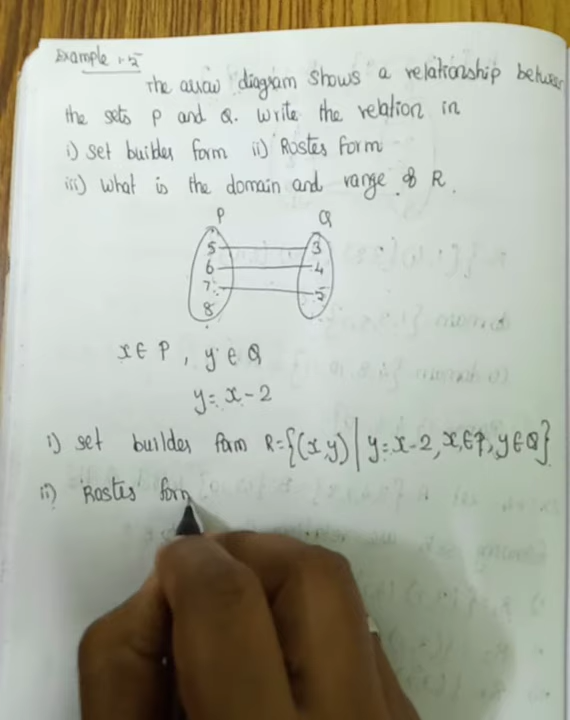 Example 1.5
The arrow diagram shows a relationship between
the sets P and Q. Write the relation in
i) set builder form ii) Roster form
iii) what is the domain and range of R.
P Q
5 3
6 4
7 5
8
x ∈ P, y ∈ Q
y = x - 2
i) set builder form R = {(x, y) | y = x - 2, x ∈ P, y ∈ Q}
ii) Roster form